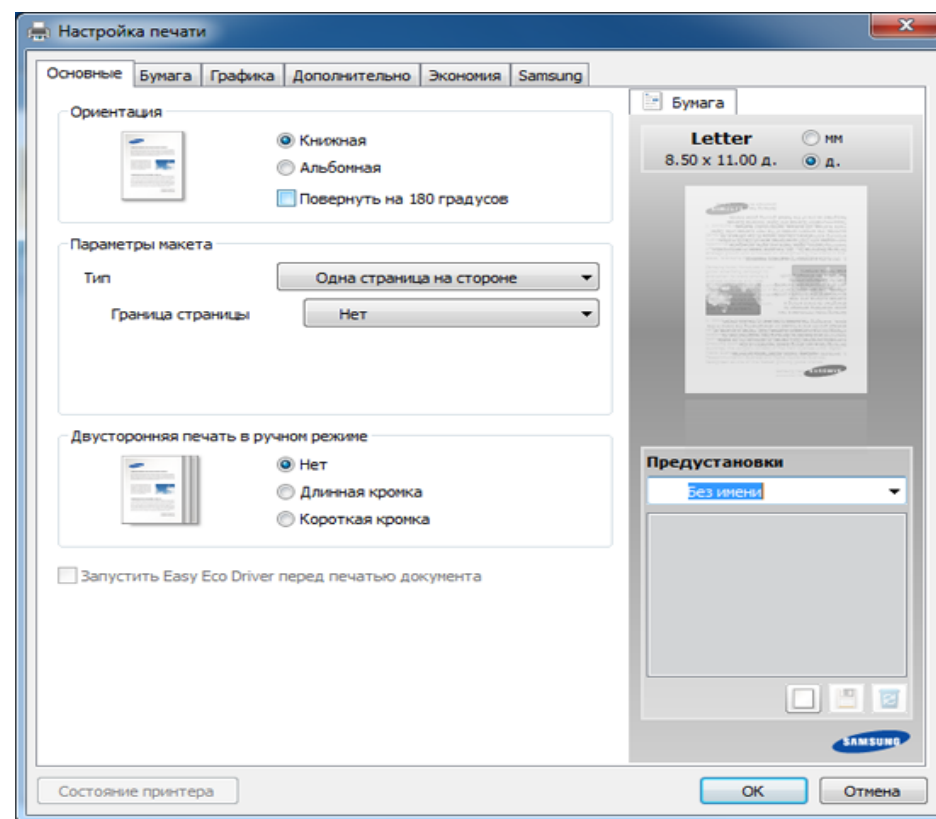 Настройка печати
Основные Бумага Графика Дополнительно Экономия Samsung
Ориентация
Книжная
Альбомная
Повернуть на 180 градусов
Параметры макета
Тип Одна страница на стороне
Граница страницы Нет
Двусторонняя печать в ручном режиме
Нет
Длинная кромка
Короткая кромка
Запустить Easy Eco Driver перед печатью документа
Бумага
Letter мм
8.50 x 11.00 д. д.
Предустановки
Без имени
SAMSUNG
Состояние принтера OK Отмена